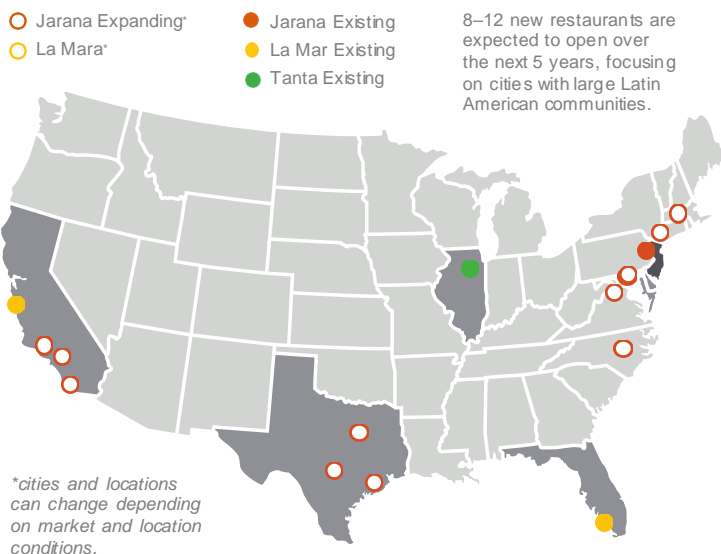 Jarana Expanding*
La Mara*
Jarana Existing
La Mar Existing
Tanta Existing
8–12 new restaurants are
expected to open over
the next 5 years, focusing
on cities with large Latin
American communities.
*cities and locations
can change depending
on market and location
conditions.